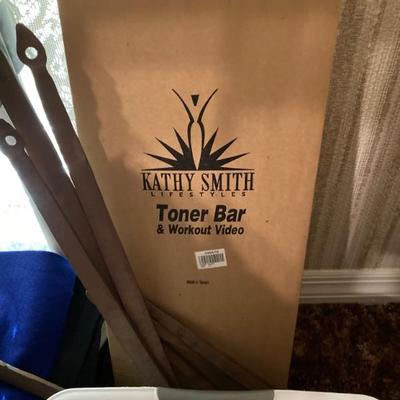 KATHY SMITH
LIFESTYLES
Toner Bar
& Workout Video